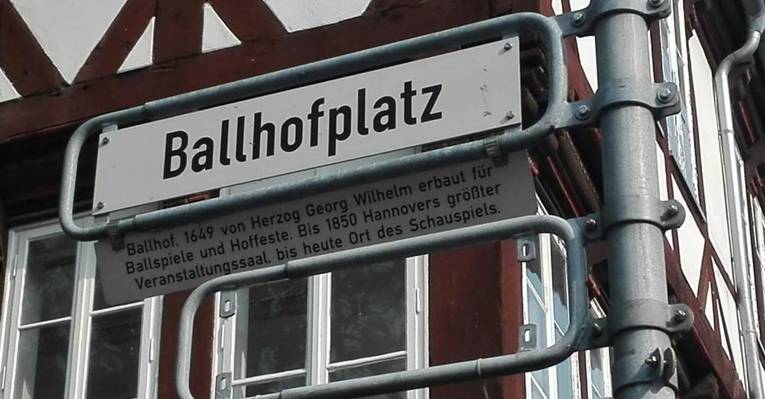 Ballhofplatz
Ballhof, 1649 von Herzog Georg Wilhelm erbaut für
Ballspiele und Hoffeste. Bis 1850 Hannovers größter
Veranstaltungssaal, bis heute Ort des Schauspiels.